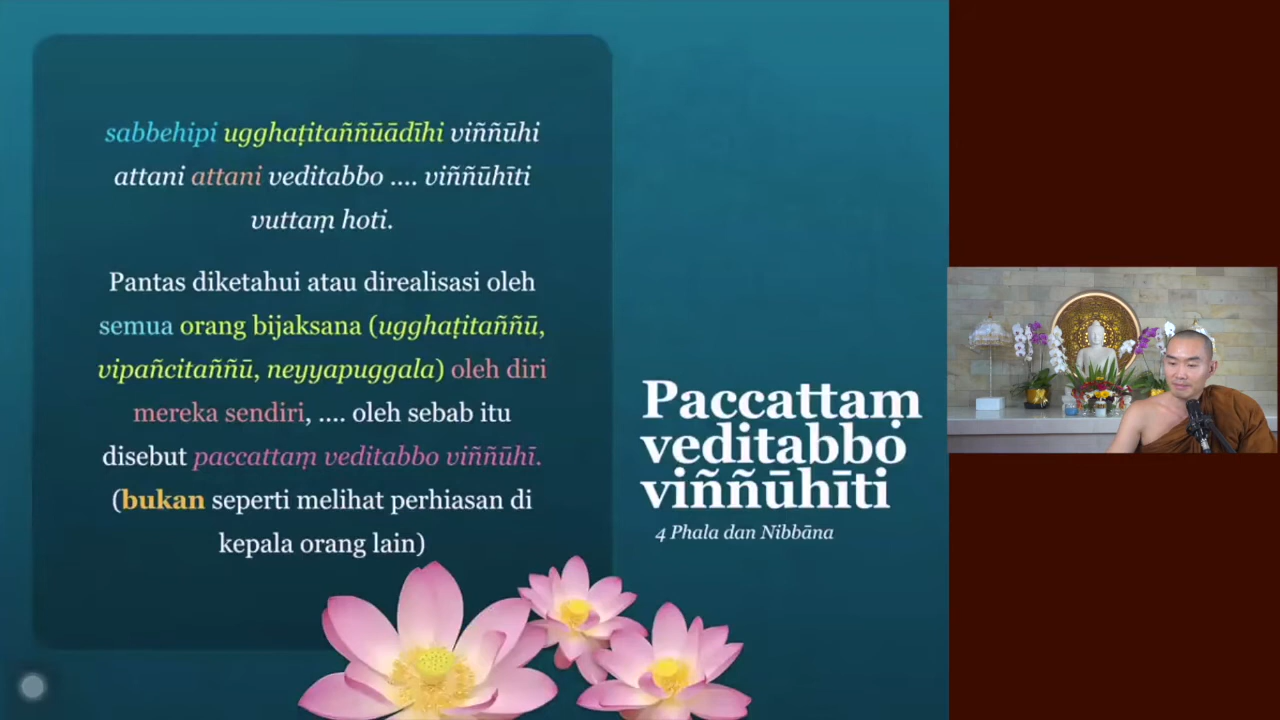 sabbehipi ugghaṭitaññūādīhi viññūhi
attani attani veditabbo .... viññūhīti
vuttaṃ hoti.
Pantas diketahui atau direalisasi oleh
semua orang bijaksana (ugghaṭitaññū,
vipañcitaññū, neyyapuggala) oleh diri
mereka sendiri, .... oleh sebab itu
disebut paccattaṃ veditabbo viññūhī.
(bukan seperti melihat perhiasan di
kepala orang lain)
Paccattaṃ
veditabbo
viññūhīti
4 Phala dan Nibbāna